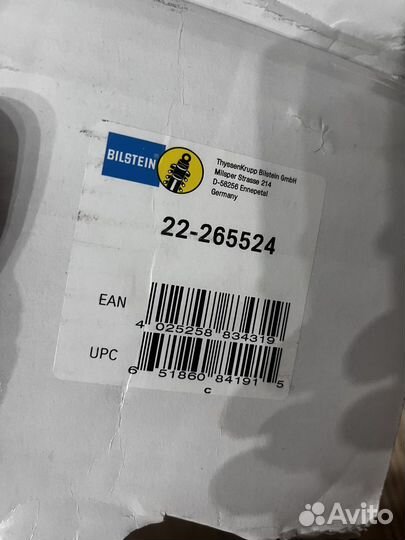 BILSTEIN
ThyssenKrupp Bilstein GmbH
Milsper Strasse 214
D-58256 Ennepetal
Germany
22-265524
EAN
4 025258 834319
UPC
6 51860 84191 5
c
Avito